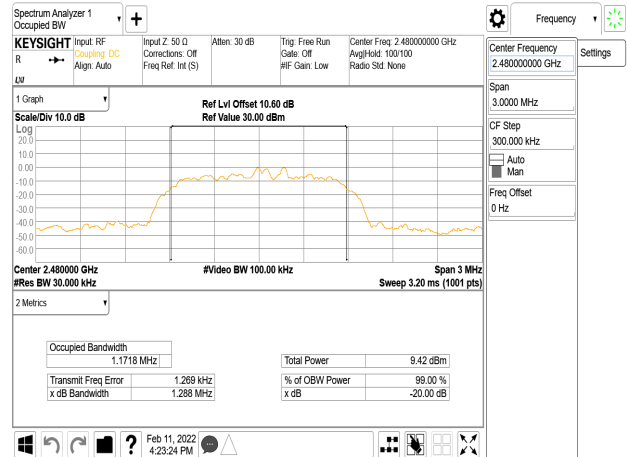 Spectrum Analyzer 1
Occupied BW
Frequency
KEYSIGHT
R
Input: RF
Coupling: DC
Align: Auto
Input Z: 50 Ω
Corrections: Off
Freq Ref: Int (S)
Atten: 30 dB
Trig: Free Run
Gate: Off
#IF Gain: Low
Center Freq: 2.480000000 GHz
Avg|Hold: 100/100
Radio Std: None
Center Frequency
2.480000000 GHz
Settings
Span
3.0000 MHz
CF Step
300.000 kHz
Auto
Man
Freq Offset
0 Hz
1 Graph
Ref Lvl Offset 10.60 dB
Scale/Div 10.0 dB
Ref Value 30.00 dBm
Log
20.0
10.0
0.00
-10.0
-20.0
-30.0
-40.0
-50.0
-60.0
Center 2.480000 GHz
#Video BW 100.00 kHz
Span 3 MHz
#Res BW 30.000 kHz
Sweep 3.20 ms (1001 pts)
2 Metrics
Occupied Bandwidth
1.1718 MHz
Total Power 9.42 dBm
Transmit Freq Error 1.269 kHz
% of OBW Power 99.00 %
x dB Bandwidth 1.288 MHz
x dB -20.00 dB
?
Feb 11, 2022
4:23:24 PM